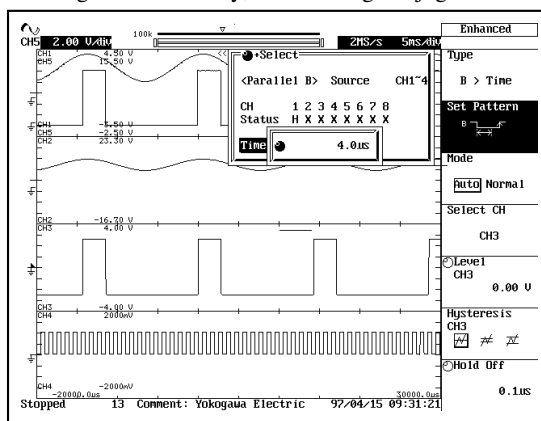 100k
Enhanced
CH5 2.00 V/div
2MS/s 5ms/div
CH1 4.50 V
CH5 15.50 V
<<
Select
<Parallel B> Source CH1~4
CH 1 2 3 4 5 6 7 8
Status H X X X X X X X
Time 4.0us
Type
B > Time
Set Pattern
B
Mode
Auto Normal
Select CH
CH3
Level
CH3
0.00 V
Hysteresis
CH3
Hold Off
0.1us
CH1 -3.50 V
CH5 -2.50 V
CH2 23.30 V
CH2 -16.70 V
CH3 4.00 V
CH3 -4.00 V
CH4 2000mV
CH4 -2000mV
-20000.0us 30000.0us
Stopped 13 Comment: Yokogawa Electric 97/04/15 09:31:21